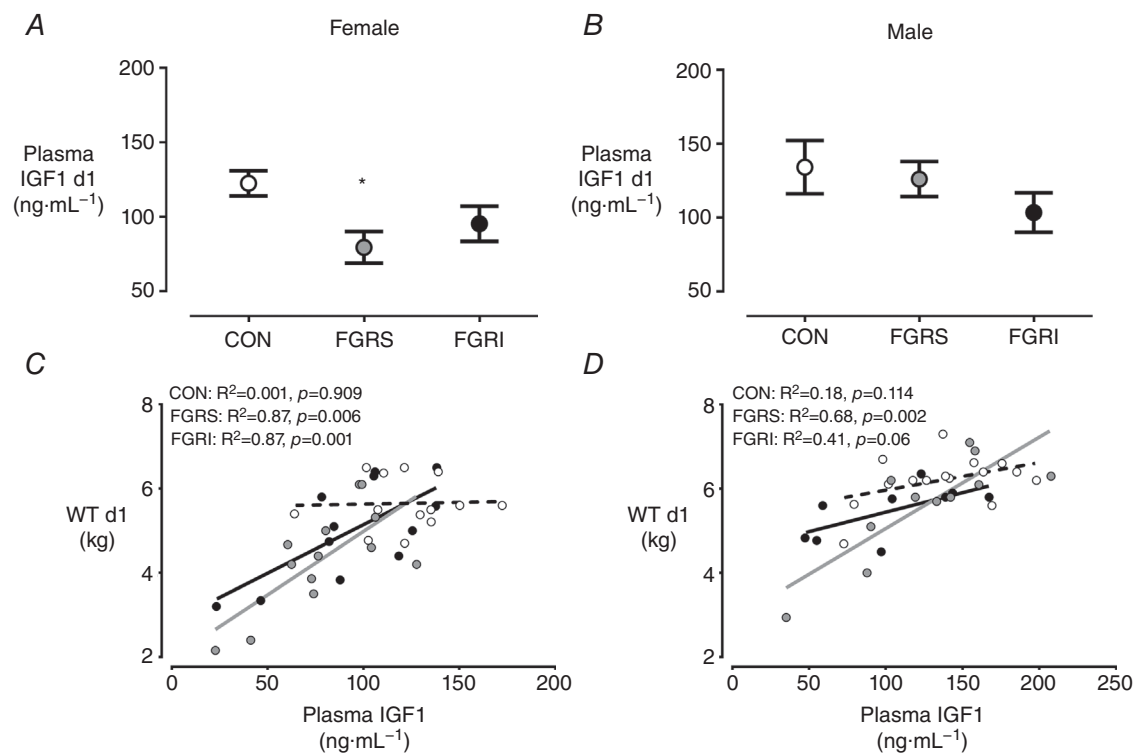 A
Female
200
150
100
50
Plasma
IGF1 d1
(ng·mL⁻¹)
*
CON
FGRS
FGRI
B
Male
200
150
100
50
Plasma
IGF1 d1
(ng·mL⁻¹)
CON
FGRS
FGRI
C
CON: R²=0.001, p=0.909
FGRS: R²=0.87, p=0.006
FGRI: R²=0.87, p=0.001
8
6
4
2
WT d1
(kg)
0
50
100
150
200
Plasma IGF1
(ng·mL⁻¹)
D
CON: R²=0.18, p=0.114
FGRS: R²=0.68, p=0.002
FGRI: R²=0.41, p=0.06
8
6
4
2
WT d1
(kg)
0
50
100
150
200
250
Plasma IGF1
(ng·mL⁻¹)